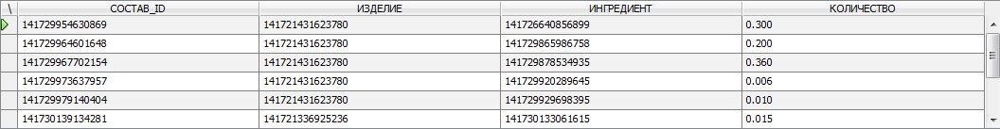 \ СОСТАВ_ID ИЗДЕЛИЕ ИНГРЕДИЕНТ КОЛИЧЕСТВО
141729954630869 141721431623780 141726640856899 0.300
141729964601648 141721431623780 141729865986758 0.200
141729967702154 141721431623780 141729878534935 0.360
141729973637957 141721431623780 141729920289645 0.006
141729979140404 141721431623780 141729929698395 0.010
141730139134281 141721336925236 141730133061615 0.015